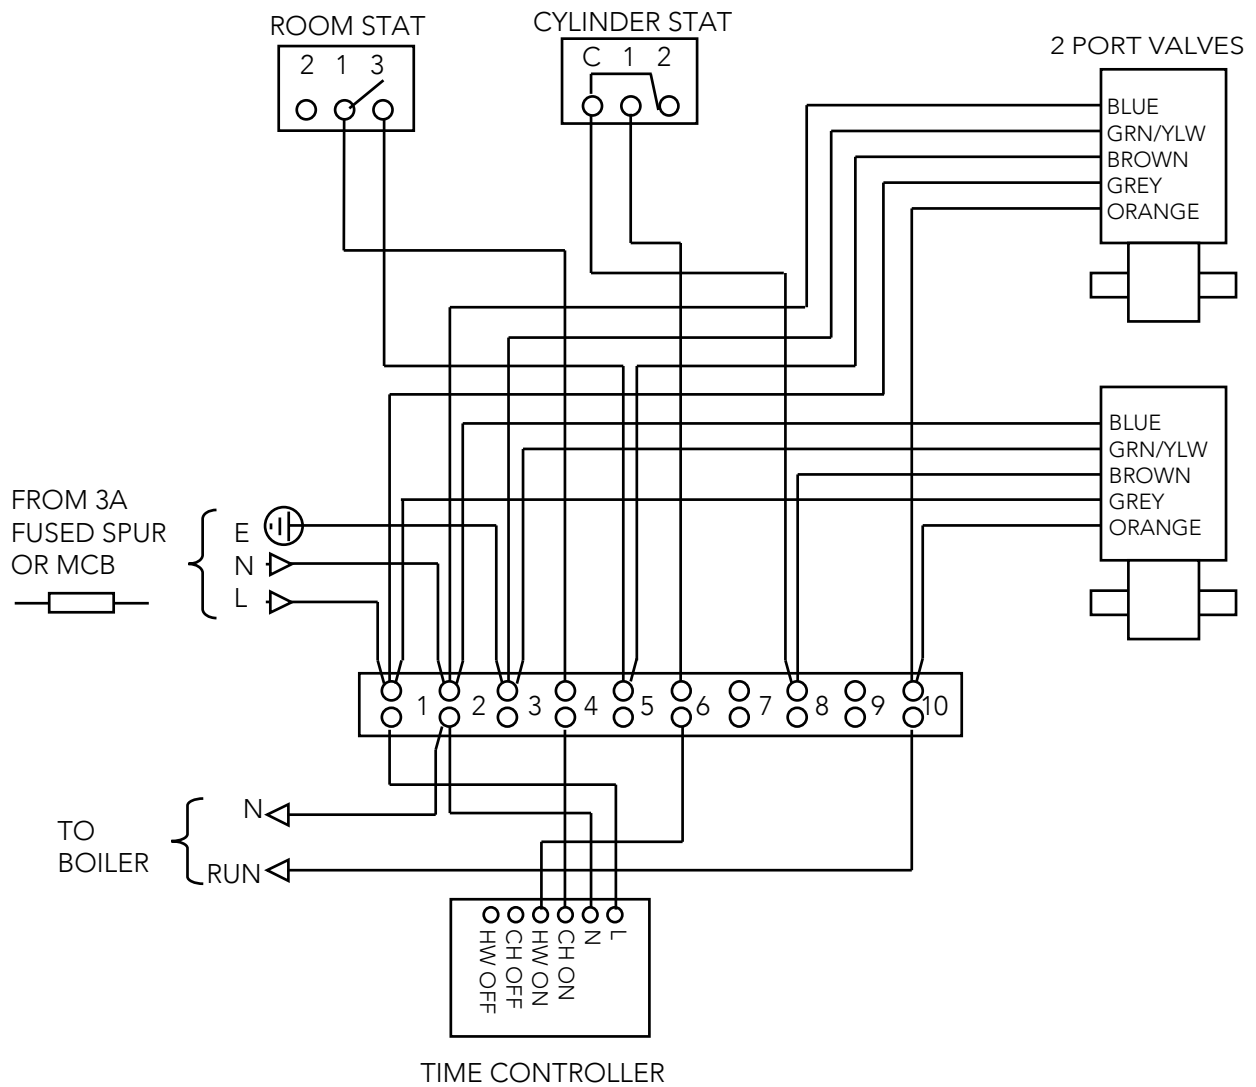 ROOM STAT
2 1 3
CYLINDER STAT
C 1 2
2 PORT VALVES
BLUE
GRN/YLW
BROWN
GREY
ORANGE
BLUE
GRN/YLW
BROWN
GREY
ORANGE
FROM 3A
FUSED SPUR
OR MCB
E
N
L
1 2 3 4 5 6 7 8 9 10
TO
BOILER
N
RUN
HW OFF
CH OFF
HW ON
CH ON
N
L
TIME CONTROLLER